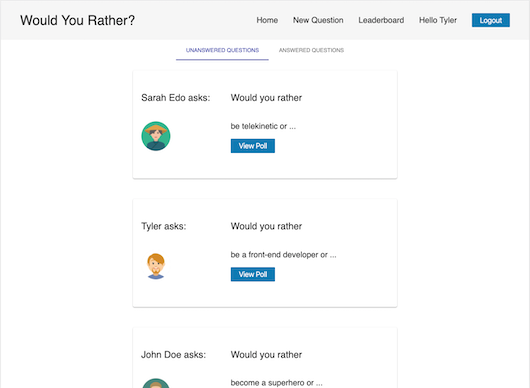 Would You Rather?
Home New Question Leaderboard Hello Tyler Logout
UNANSWERED QUESTIONS ANSWERED QUESTIONS
Sarah Edo asks: Would you rather
be telekinetic or ...
View Poll
Tyler asks: Would you rather
be a front-end developer or ...
View Poll
John Doe asks: Would you rather
become a superhero or ...